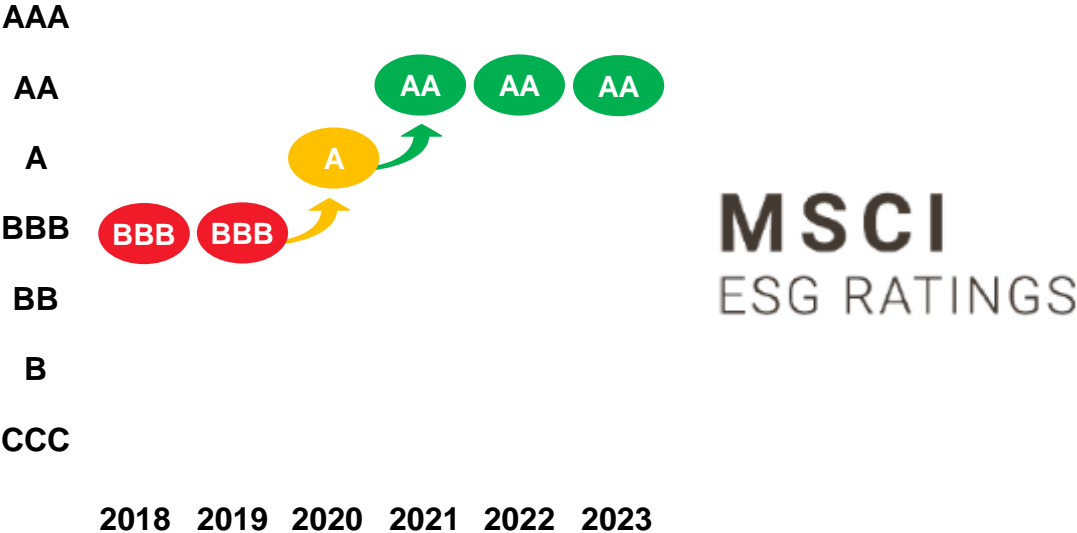 AAA
AA
AA AA AA
A
A
BBB
BBB BBB
MSCI
ESG RATINGS
BB
B
CCC
2018 2019 2020 2021 2022 2023